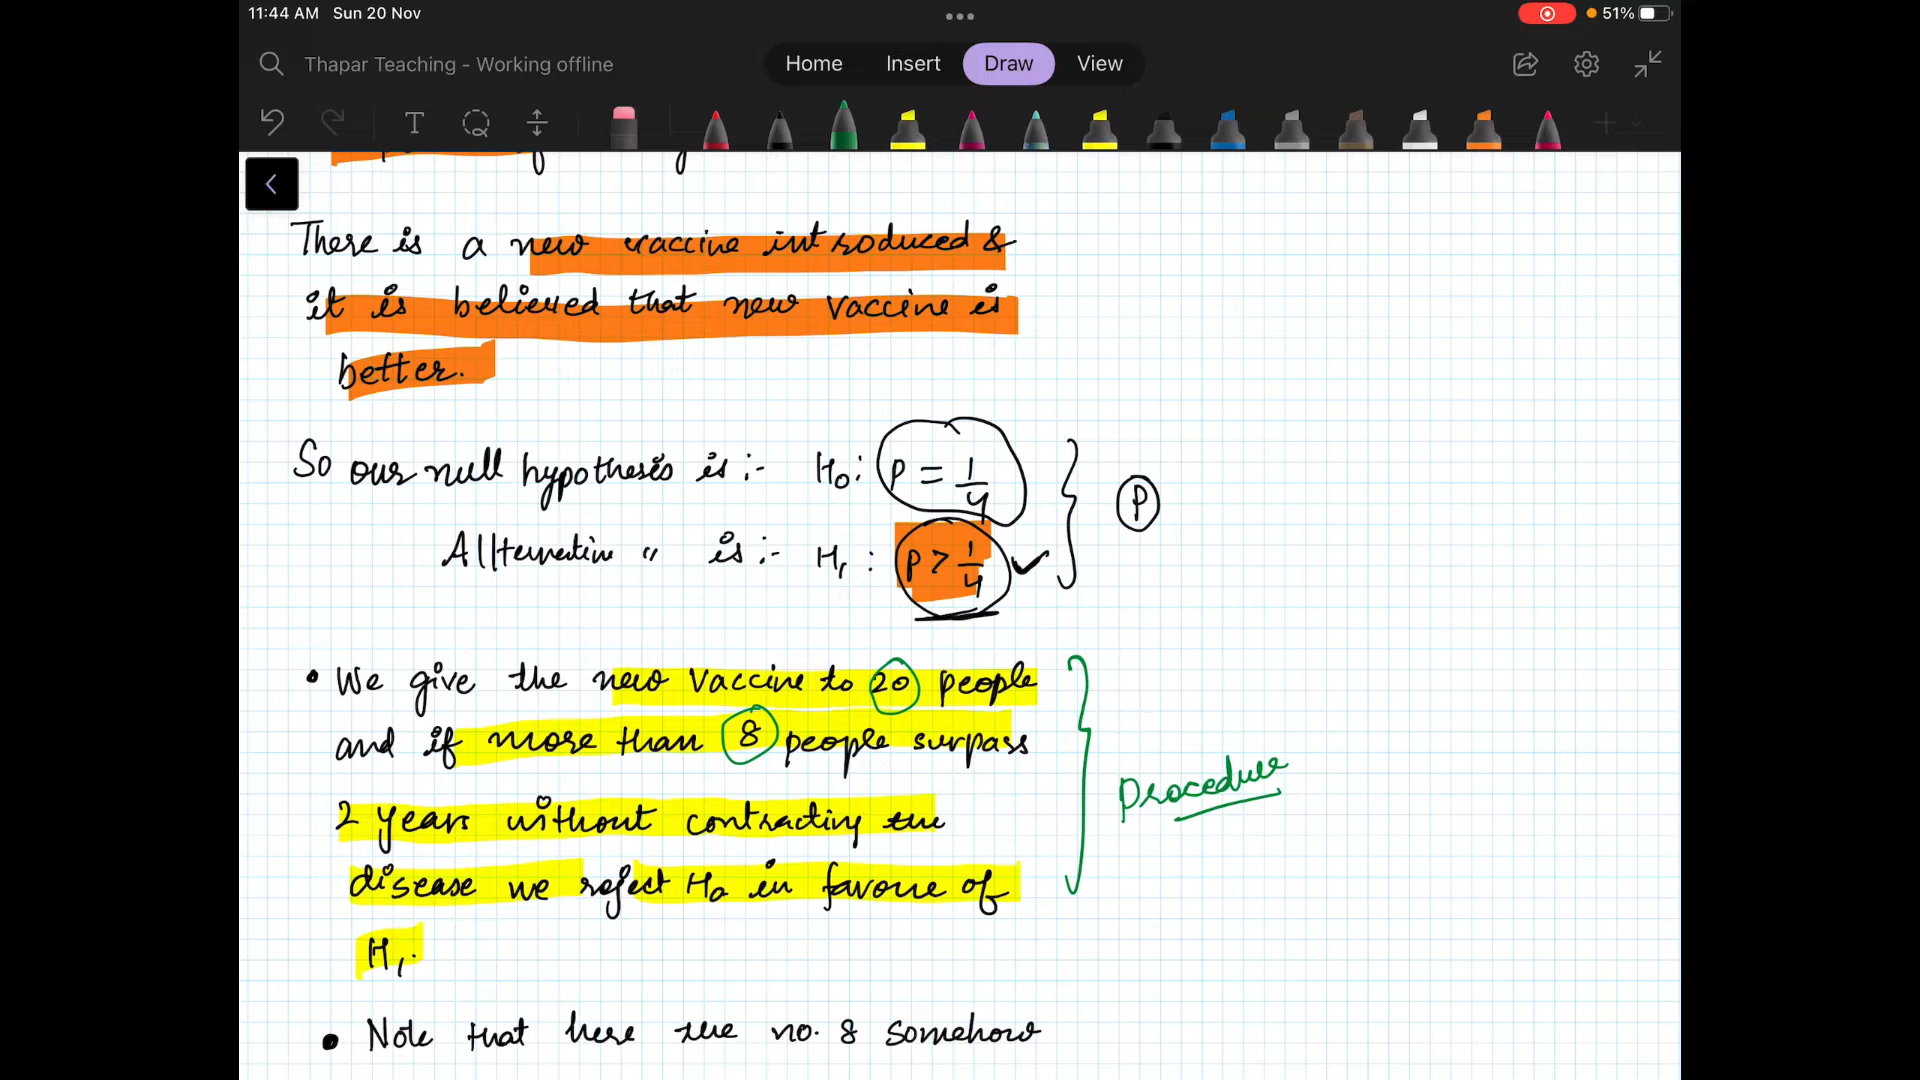 11:44 AM Sun 20 Nov
51%
Thapar Teaching - Working offline
Home Insert Draw View
There is a new vaccine introduced &
it is believed that new vaccine is
better.
So our null hypothesis is :- H0: P = 1/4
P
Allternative " is :- H1 : P > 1/4
• We give the new vaccine to 20 people
and if more than 8 people surpass
Procedure
2 years without contracting the
disease we reject H0 in favour of
H1.
• Note that here the no. 8 somehow